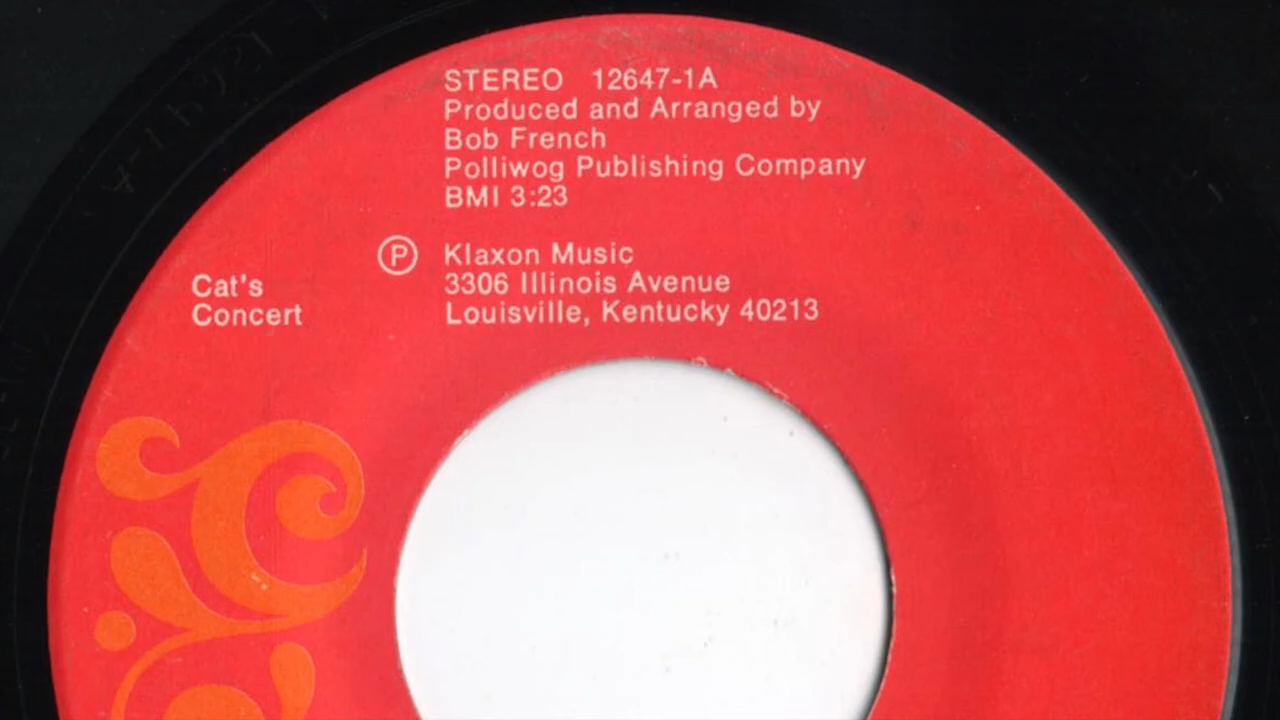 STEREO 12647-1A
Produced and Arranged by
Bob French
Polliwog Publishing Company
BMI 3:23
Ⓟ Klaxon Music
3306 Illinois Avenue
Louisville, Kentucky 40213
Cat's
Concert